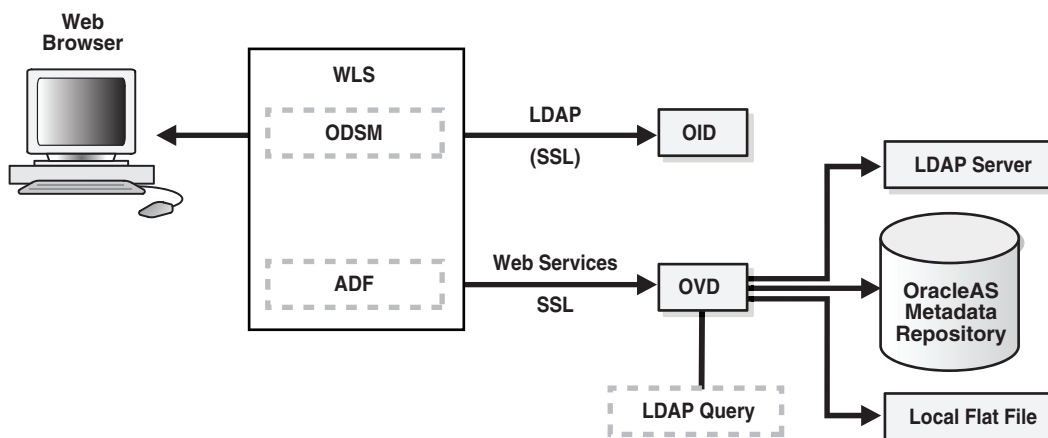 Web
Browser
WLS
ODSM
ADF
LDAP
(SSL)
OID
Web Services
SSL
OVD
LDAP Query
LDAP Server
OracleAS
Metadata
Repository
Local Flat File